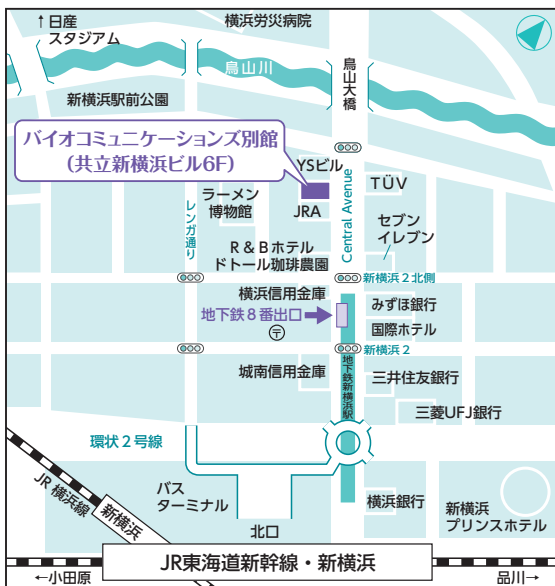 ↑日産
スタジアム
横浜労災病院
鳥山川
鳥山大橋
新横浜駅前公園
バイオコミュニケーションズ別館
(共立新横浜ビル6F)
YSビル
TÜV
ラーメン
博物館
JRA
Central Avenue
レンガ通り
セブン
イレブン
R&Bホテル
ドトール珈琲農園
新横浜2北側
横浜信用金庫
みずほ銀行
地下鉄8番出口
〒
国際ホテル
新横浜2
城南信用金庫
地下鉄新横浜駅
三井住友銀行
三菱UFJ銀行
環状2号線
JR 横浜線
新横浜
バス
ターミナル
北口
横浜銀行
新横浜
プリンスホテル
JR東海道新幹線・新横浜
←小田原
品川→